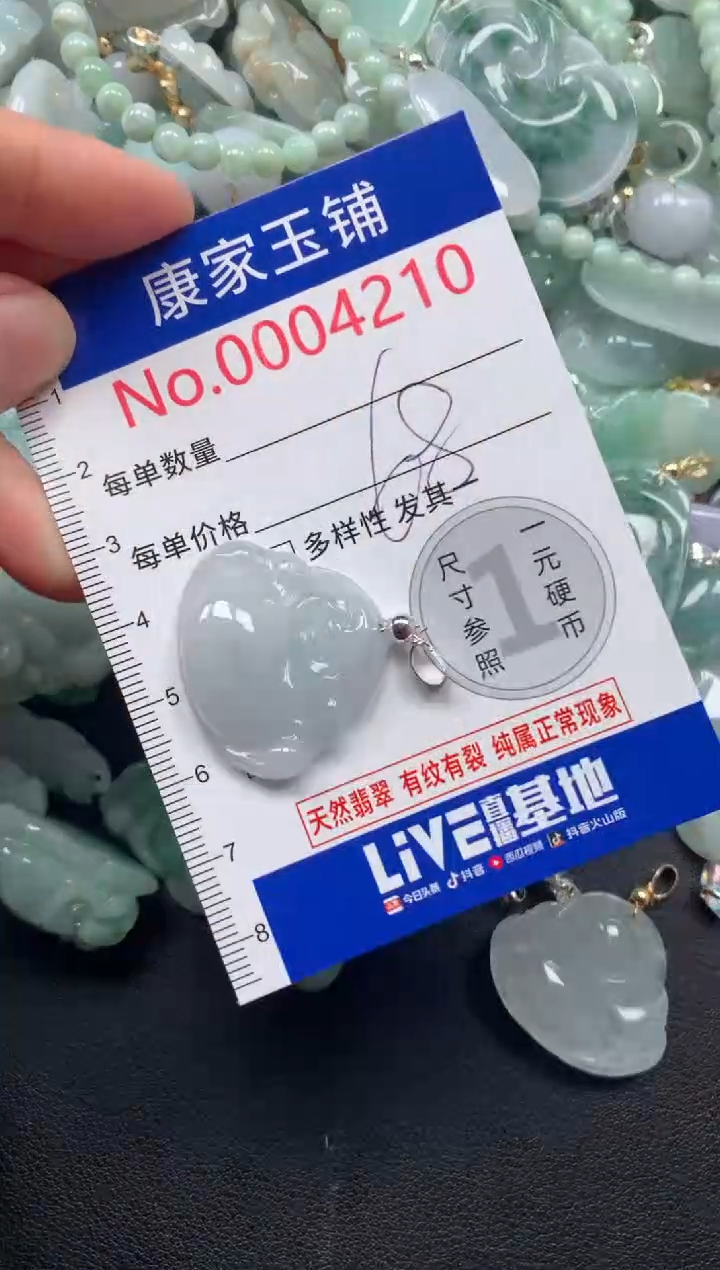 康家玉铺
No.0004210
每单数量
68
每单价格
多样性 发其一
一元硬币
尺寸参照
1
天然翡翠 有纹有裂 纯属正常现象
LiVE直播基地
今日头条 抖音 西瓜视频 抖音火山版
1
2
3
4
5
6
7
8